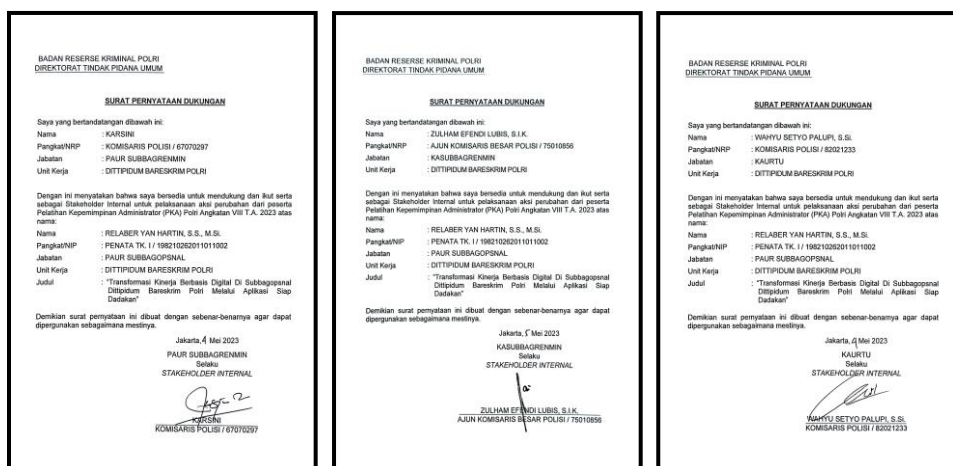 BADAN RESERSE KRIMINAL POLRI
DIREKTORAT TINDAK PIDANA UMUM
SURAT PERNYATAAN DUKUNGAN
Saya yang bertandatangan dibawah ini:
Nama : KARSINI
Pangkat/NRP : KOMISARIS POLISI / 67070297
Jabatan : PAUR SUBBAGRENMIN
Unit Kerja : DITTIPIDUM BARESKRIM POLRI
Dengan ini menyatakan bahwa saya bersedia untuk mendukung dan ikut serta
sebagai Stakeholder Internal untuk pelaksanaan aksi perubahan dari peserta
Pelatihan Kepemimpinan Administrator (PKA) Polri Angkatan VIII T.A. 2023 atas
nama:
Nama : RELABER YAN HARTIN, S.S., M.Si.
Pangkat/NIP : PENATA TK. I / 198210262011011002
Jabatan : PAUR SUBBAGOPSNAL
Unit Kerja : DITTIPIDUM BARESKRIM POLRI
Judul : "Transformasi Kinerja Berbasis Digital Di Subbagopsnal
Dittipidum Bareskrim Polri Melalui Aplikasi Siap
Dadakan"
Demikian surat pernyataan ini dibuat dengan sebenar-benarnya agar dapat
dipergunakan sebagaimana mestinya.
Jakarta, 4 Mei 2023
PAUR SUBBAGRENMIN
Selaku
STAKEHOLDER INTERNAL
KARSINI
KOMISARIS POLISI / 67070297
BADAN RESERSE KRIMINAL POLRI
DIREKTORAT TINDAK PIDANA UMUM
SURAT PERNYATAAN DUKUNGAN
Saya yang bertandatangan dibawah ini:
Nama : ZULHAM EFENDI LUBIS, S.I.K.
Pangkat/NRP : AJUN KOMISARIS BESAR POLISI / 75010856
Jabatan : KASUBBAGRENMIN
Unit Kerja : DITTIPIDUM BARESKRIM POLRI
Dengan ini menyatakan bahwa saya bersedia untuk mendukung dan ikut serta
sebagai Stakeholder Internal untuk pelaksanaan aksi perubahan dari peserta
Pelatihan Kepemimpinan Administrator (PKA) Polri Angkatan VIII T.A. 2023 atas
nama:
Nama : RELABER YAN HARTIN, S.S., M.Si.
Pangkat/NIP : PENATA TK. I / 198210262011011002
Jabatan : PAUR SUBBAGOPSNAL
Unit Kerja : DITTIPIDUM BARESKRIM POLRI
Judul : "Transformasi Kinerja Berbasis Digital Di Subbagopsnal
Dittipidum Bareskrim Polri Melalui Aplikasi Siap
Dadakan"
Demikian surat pernyataan ini dibuat dengan sebenar-benarnya agar dapat
dipergunakan sebagaimana mestinya.
Jakarta, 5 Mei 2023
KASUBBAGRENMIN
Selaku
STAKEHOLDER INTERNAL
ZULHAM EFENDI LUBIS, S.I.K.
AJUN KOMISARIS BESAR POLISI / 75010856
BADAN RESERSE KRIMINAL POLRI
DIREKTORAT TINDAK PIDANA UMUM
SURAT PERNYATAAN DUKUNGAN
Saya yang bertandatangan dibawah ini:
Nama : WAHYU SETYO PALUPI, S.Si.
Pangkat/NRP : KOMISARIS POLISI / 82021233
Jabatan : KAURTU
Unit Kerja : DITTIPIDUM BARESKRIM POLRI
Dengan ini menyatakan bahwa saya bersedia untuk mendukung dan ikut serta
sebagai Stakeholder Internal untuk pelaksanaan aksi perubahan dari peserta
Pelatihan Kepemimpinan Administrator (PKA) Polri Angkatan VIII T.A. 2023 atas
nama:
Nama : RELABER YAN HARTIN, S.S., M.Si.
Pangkat/NIP : PENATA TK. I / 198210262011011002
Jabatan : PAUR SUBBAGOPSNAL
Unit Kerja : DITTIPIDUM BARESKRIM POLRI
Judul : "Transformasi Kinerja Berbasis Digital Di Subbagopsnal
Dittipidum Bareskrim Polri Melalui Aplikasi Siap
Dadakan"
Demikian surat pernyataan ini dibuat dengan sebenar-benarnya agar dapat
dipergunakan sebagaimana mestinya.
Jakarta, Mei 2023
KAURTU
Selaku
STAKEHOLDER INTERNAL
WAHYU SETYO PALUPI, S.Si.
KOMISARIS POLISI / 82021233